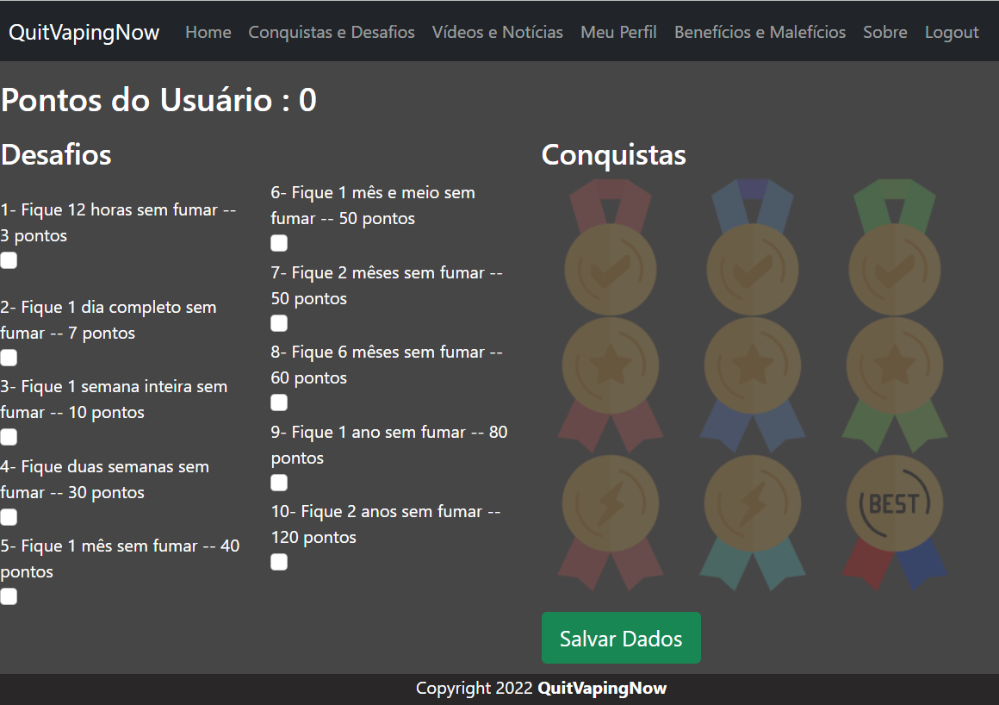 QuitVapingNow Home Conquistas e Desafios Vídeos e Notícias Meu Perfil Benefícios e Malefícios Sobre Logout
Pontos do Usuário : 0
Desafios
1- Fique 12 horas sem fumar --
3 pontos
2- Fique 1 dia completo sem
fumar -- 7 pontos
3- Fique 1 semana inteira sem
fumar -- 10 pontos
4- Fique duas semanas sem
fumar -- 30 pontos
5- Fique 1 mês sem fumar -- 40
pontos
6- Fique 1 mês e meio sem
fumar -- 50 pontos
7- Fique 2 mêses sem fumar --
50 pontos
8- Fique 6 mêses sem fumar --
60 pontos
9- Fique 1 ano sem fumar -- 80
pontos
10- Fique 2 anos sem fumar --
120 pontos
Conquistas
BEST
Salvar Dados
Copyright 2022 QuitVapingNow